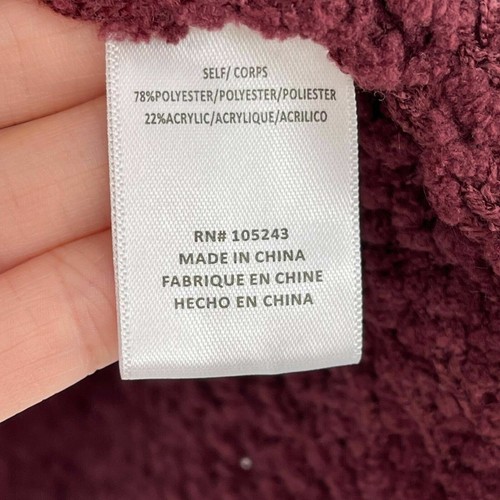 SELF/ CORPS
78%POLYESTER/POLYESTER/POLIESTER
22%ACRYLIC/ACRYLIQUE/ACRILICO
RN# 105243
MADE IN CHINA
FABRIQUE EN CHINE
HECHO EN CHINA